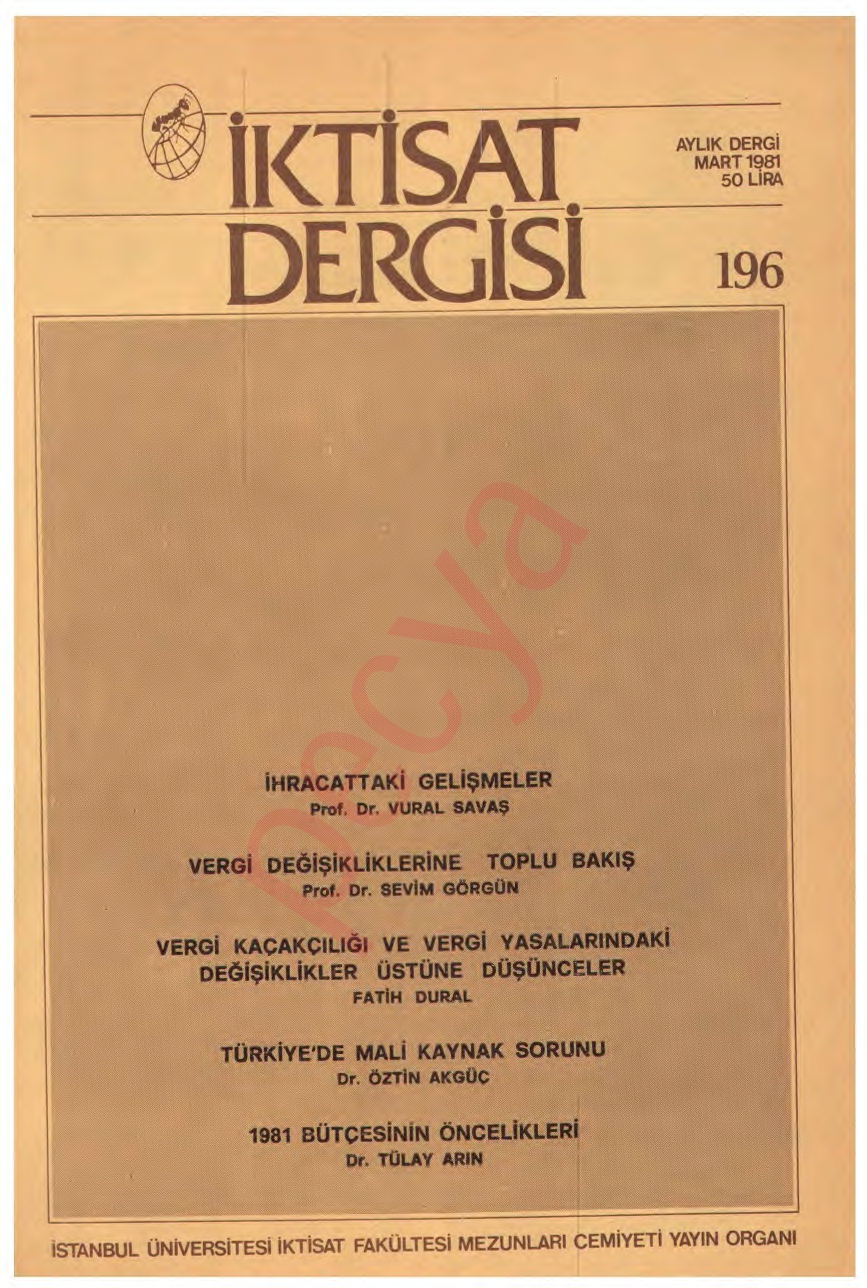 İKTİSAT
DERGİSİ
AYLIK DERGİ
MART 1981
50 LİRA
196
İHRACATTAKİ GELİŞMELER
Prof. Dr. VURAL SAVAŞ
VERGİ DEĞİŞİKLİKLERİNE TOPLU BAKIŞ
Prof. Dr. SEVİM GÖRGÜN
VERGİ KAÇAKÇILIĞI VE VERGİ YASALARINDAKİ
DEĞİŞİKLİKLER ÜSTÜNE DÜŞÜNCELER
FATİH DURAL
TÜRKİYE'DE MALİ KAYNAK SORUNU
Dr. ÖZTİN AKGÜÇ
1981 BÜTÇESİNİN ÖNCELİKLERİ
Dr. TÜLAY ARIN
İSTANBUL ÜNİVERSİTESİ İKTİSAT FAKÜLTESİ MEZUNLARI CEMİYETİ YAYIN ORGANI
pecya